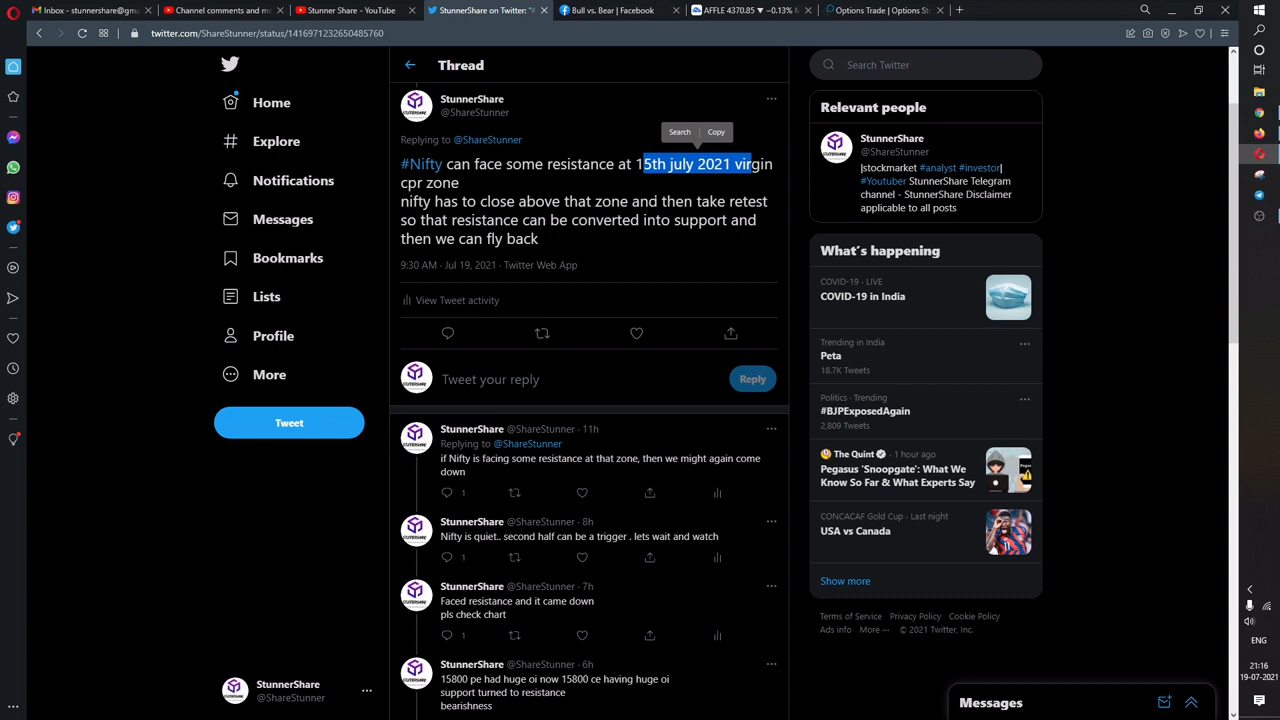 Inbox - stunnershare@gma
Channel comments and me
Stunner Share - YouTube
StunnerShare on Twitter: "
Bull vs. Bear | Facebook
AFFLE 4370.85 ▼ −0.13% M
Options Trade | Options St
twitter.com/ShareStunner/status/1416971232650485760
Home
Explore
Notifications
Messages
Bookmarks
Lists
Profile
More
Tweet
StunnerShare
@ShareStunner
Thread
StunnerShare
@ShareStunner
Replying to @ShareStunner
Search Copy
#Nifty can face some resistance at 15th july 2021 virgin
cpr zone
nifty has to close above that zone and then take retest
so that resistance can be converted into support and
then we can fly back
9:30 AM · Jul 19, 2021 · Twitter Web App
View Tweet activity
Tweet your reply
Reply
StunnerShare @ShareStunner · 11h
Replying to @ShareStunner
if Nifty is facing some resistance at that zone, then we might again come
down
1
StunnerShare @ShareStunner · 8h
Nifty is quiet.. second half can be a trigger . lets wait and watch
1
StunnerShare @ShareStunner · 7h
Faced resistance and it came down
pls check chart
1
StunnerShare @ShareStunner · 6h
15800 pe had huge oi now 15800 ce having huge oi
support turned to resistance
bearishness
Search Twitter
Relevant people
StunnerShare
@ShareStunner
|stockmarket #analyst #investor|
#Youtuber StunnerShare Telegram
channel - StunnerShare Disclaimer
applicable to all posts
What's happening
COVID-19 · LIVE
COVID-19 in India
Trending in India
Peta
18.7K Tweets
Politics · Trending
#BJPExposedAgain
2,809 Tweets
The Quint · 1 hour ago
Pegasus 'Snoopgate': What We
Know So Far & What Experts Say
CONCACAF Gold Cup · Last night
USA vs Canada
Show more
Terms of Service Privacy Policy Cookie Policy
Ads info More ··· © 2021 Twitter, Inc.
Messages
ENG
21:16
19-07-2021